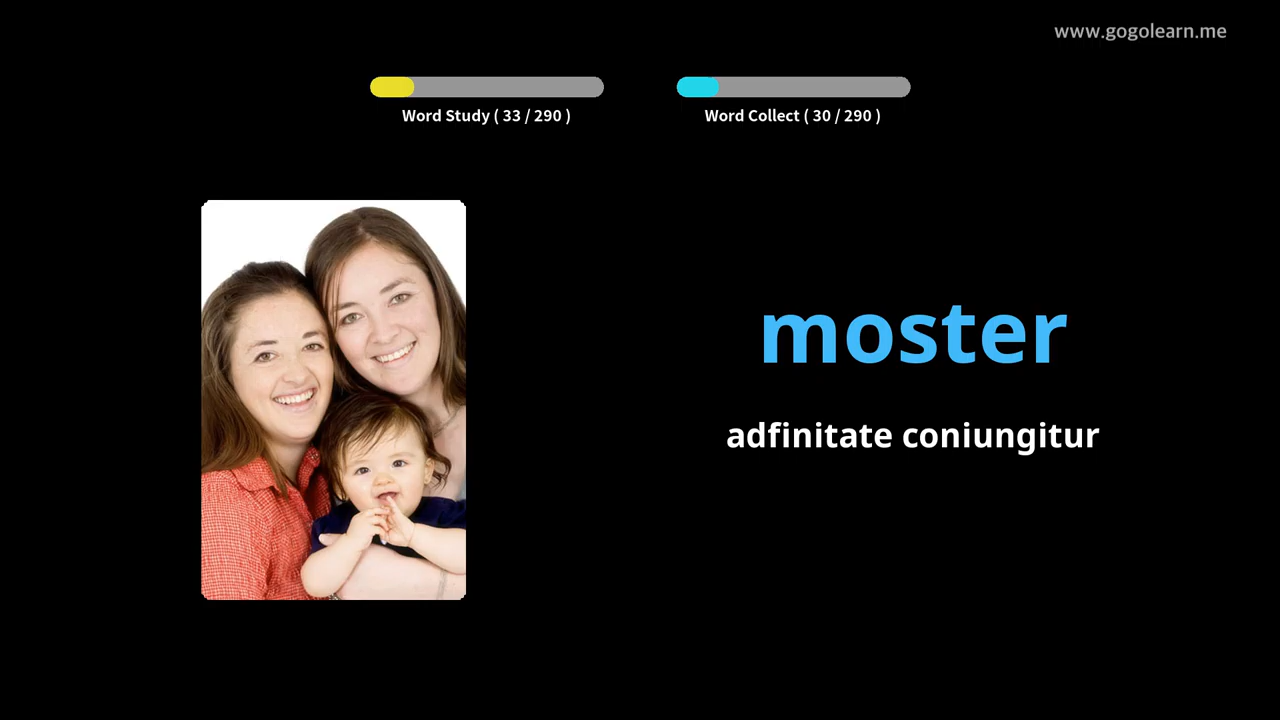 www.gogolearn.me
Word Study ( 33 / 290 )
Word Collect ( 30 / 290 )
moster
adfinitate coniungitur